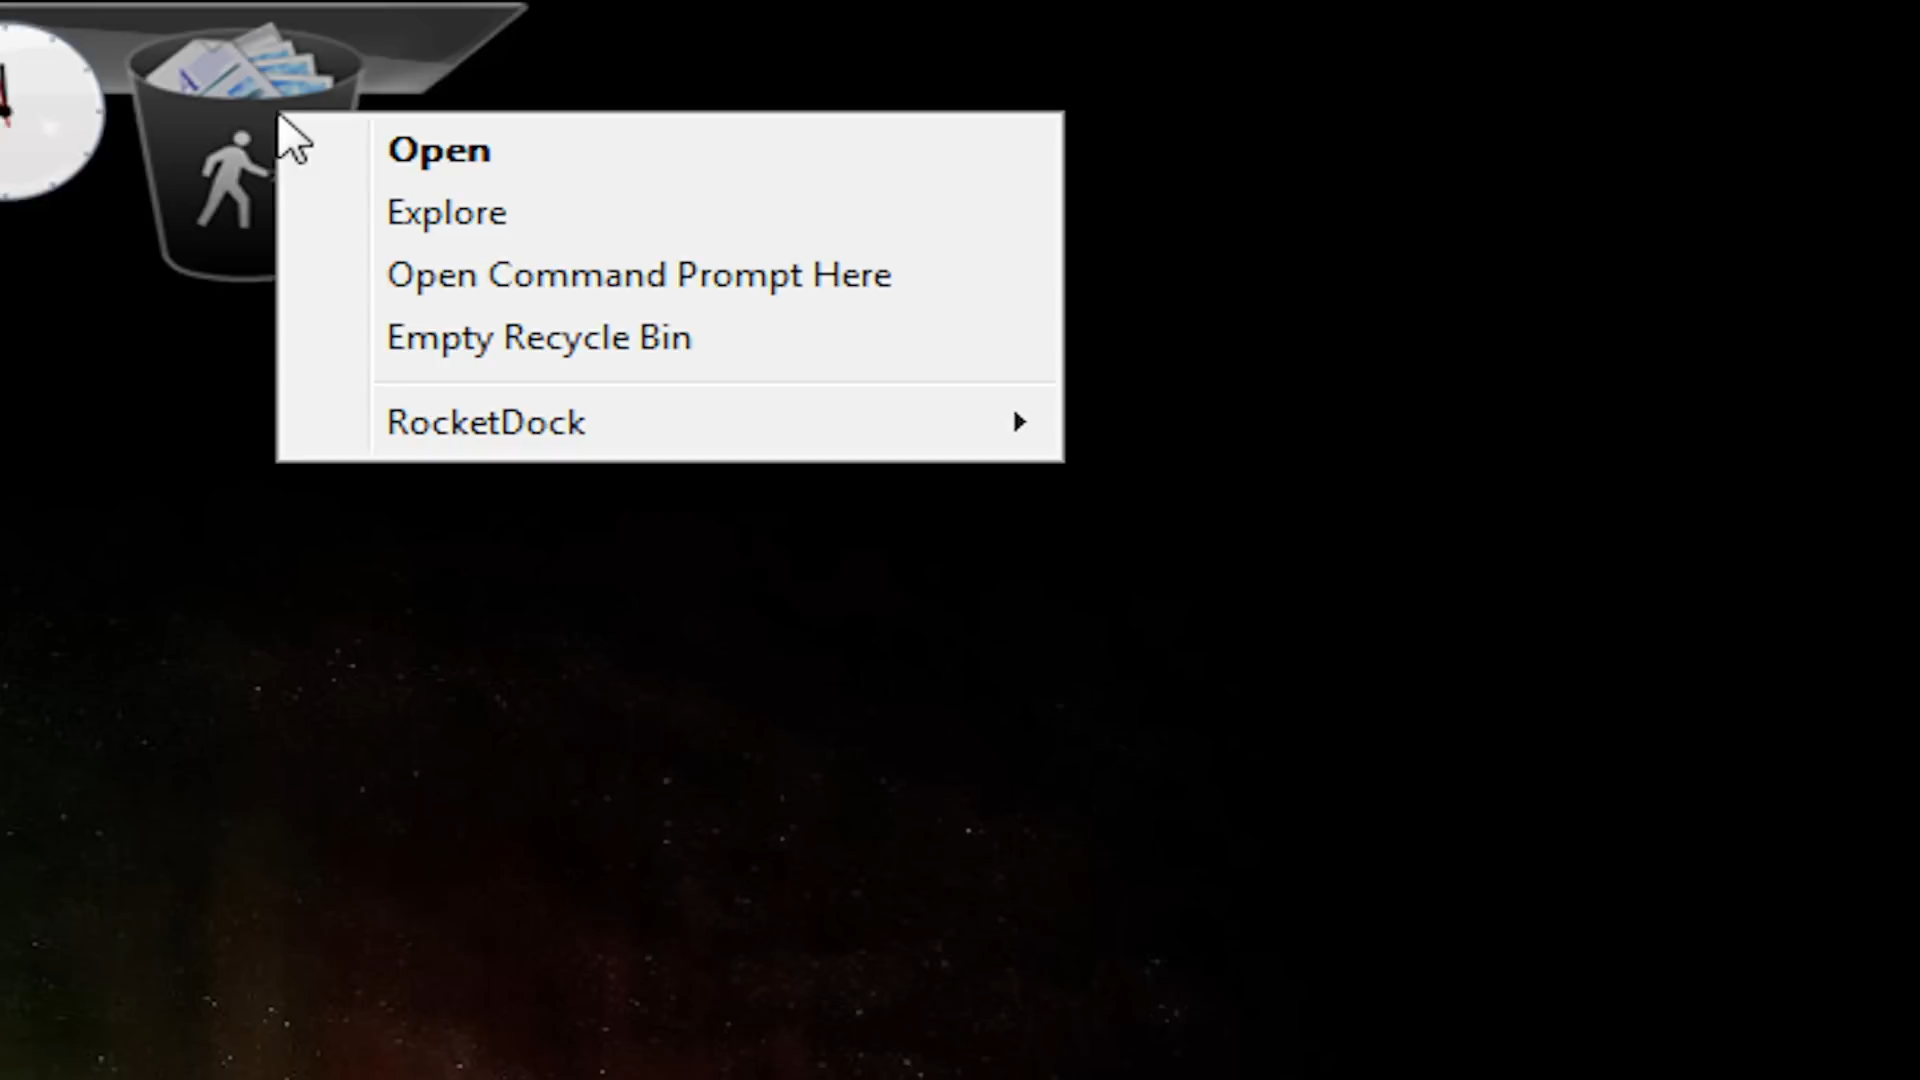 Open
Explore
Open Command Prompt Here
Empty Recycle Bin
RocketDock